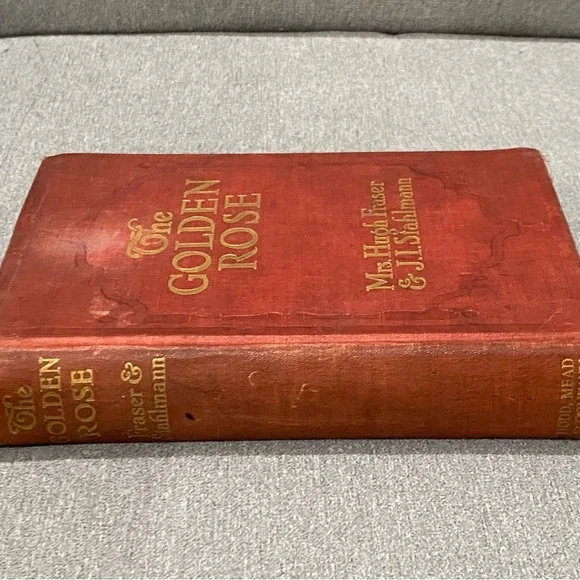 The
GOLDEN
ROSE
Mrs. Hugh Fraser
& J.I. Stahlmann
The
GOLDEN
ROSE
Fraser &
Stahlmann
DODD, MEAD